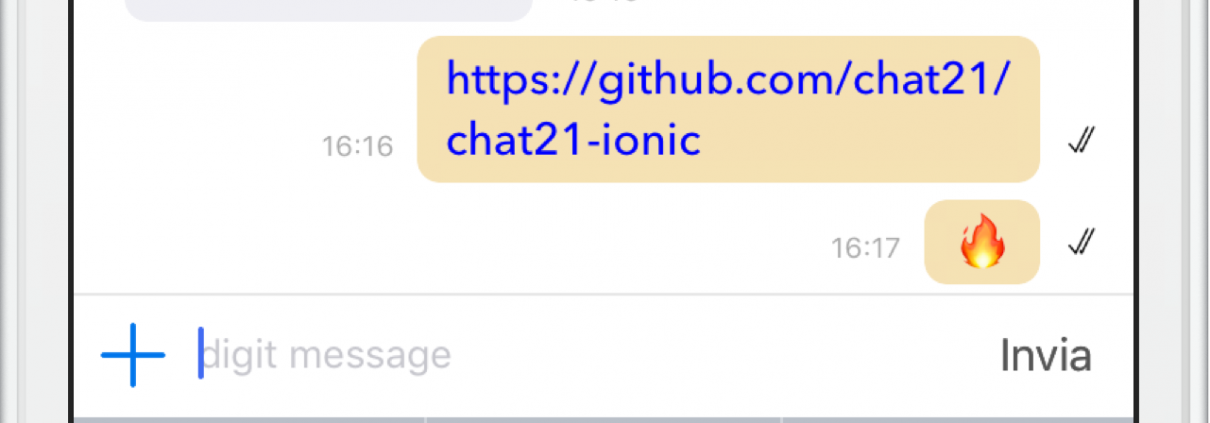 https://github.com/chat21/
chat21-ionic
16:16
16:17 🔥
digit message
Invia